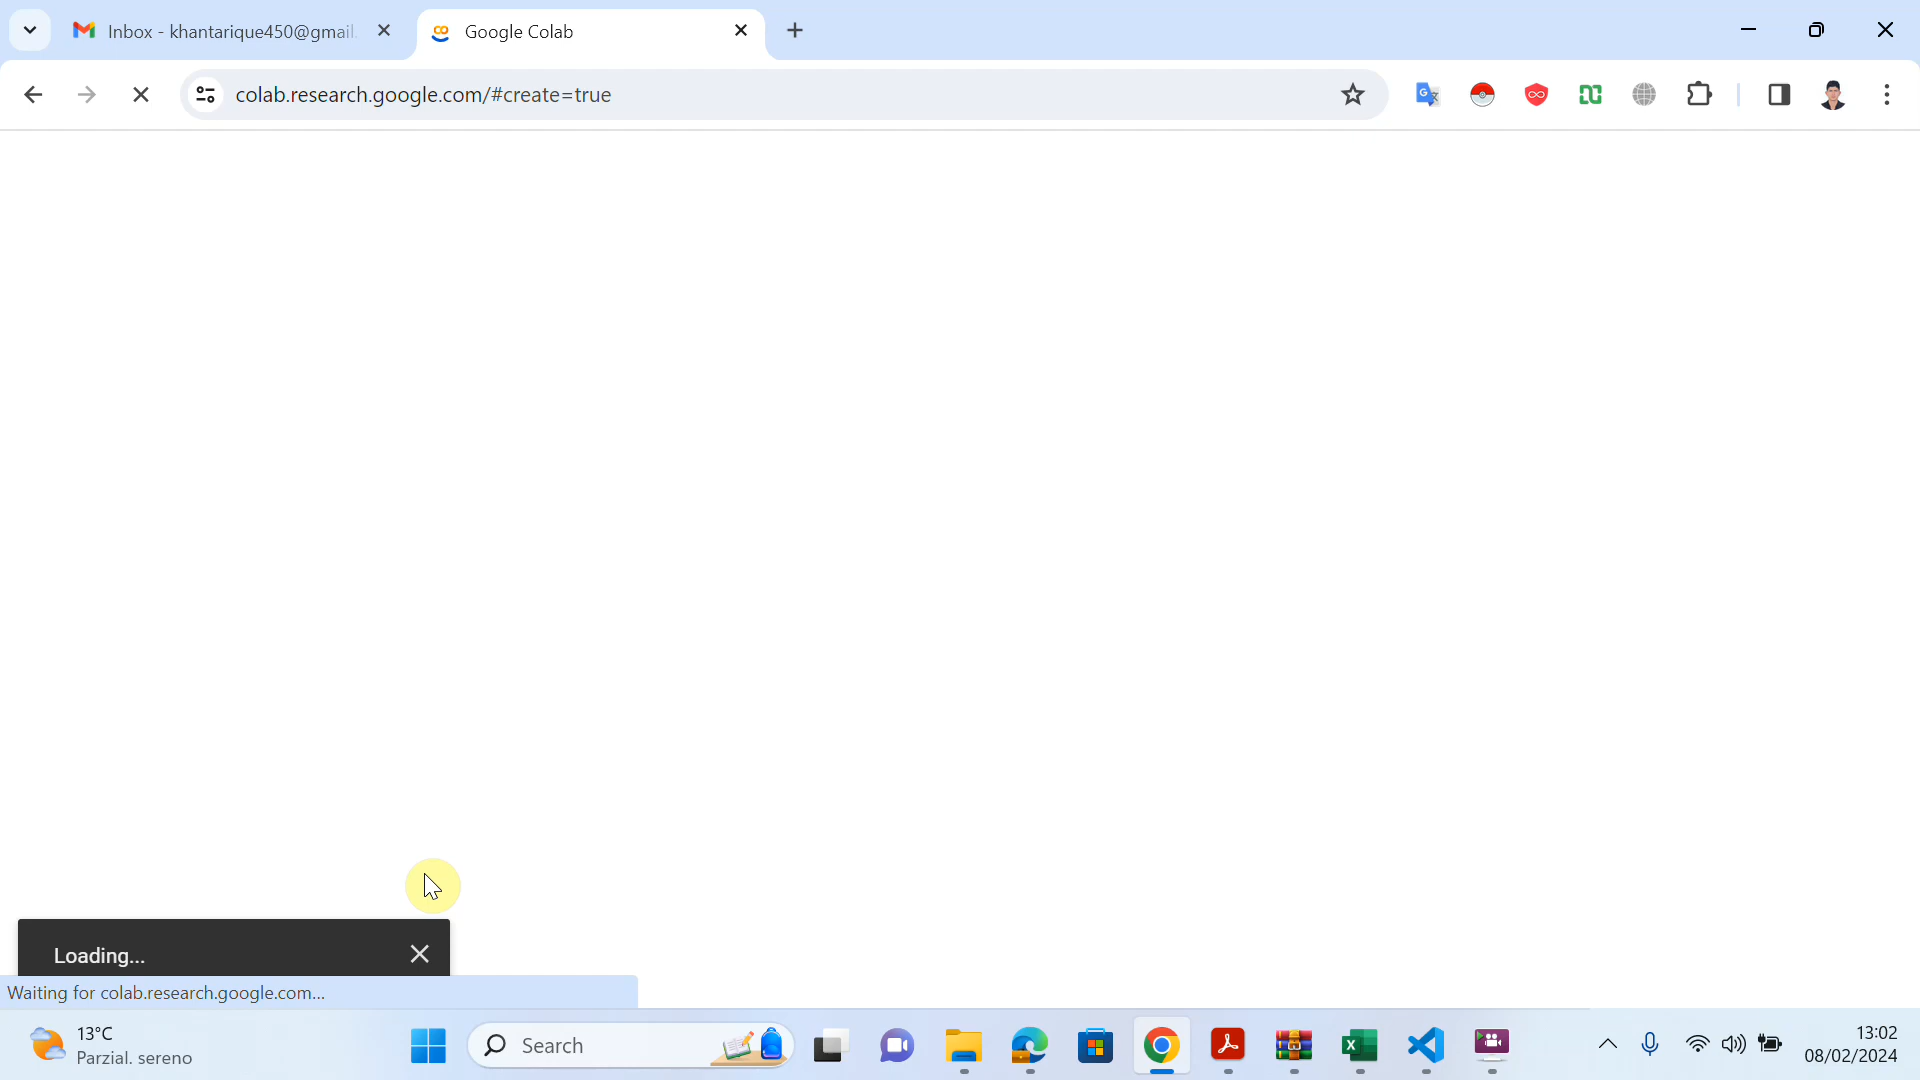 Inbox - khantarique450@gmail.
Google Colab
colab.research.google.com/#create=true
Loading...
Waiting for colab.research.google.com...
13°C
Parzial. sereno
Search
13:02
08/02/2024